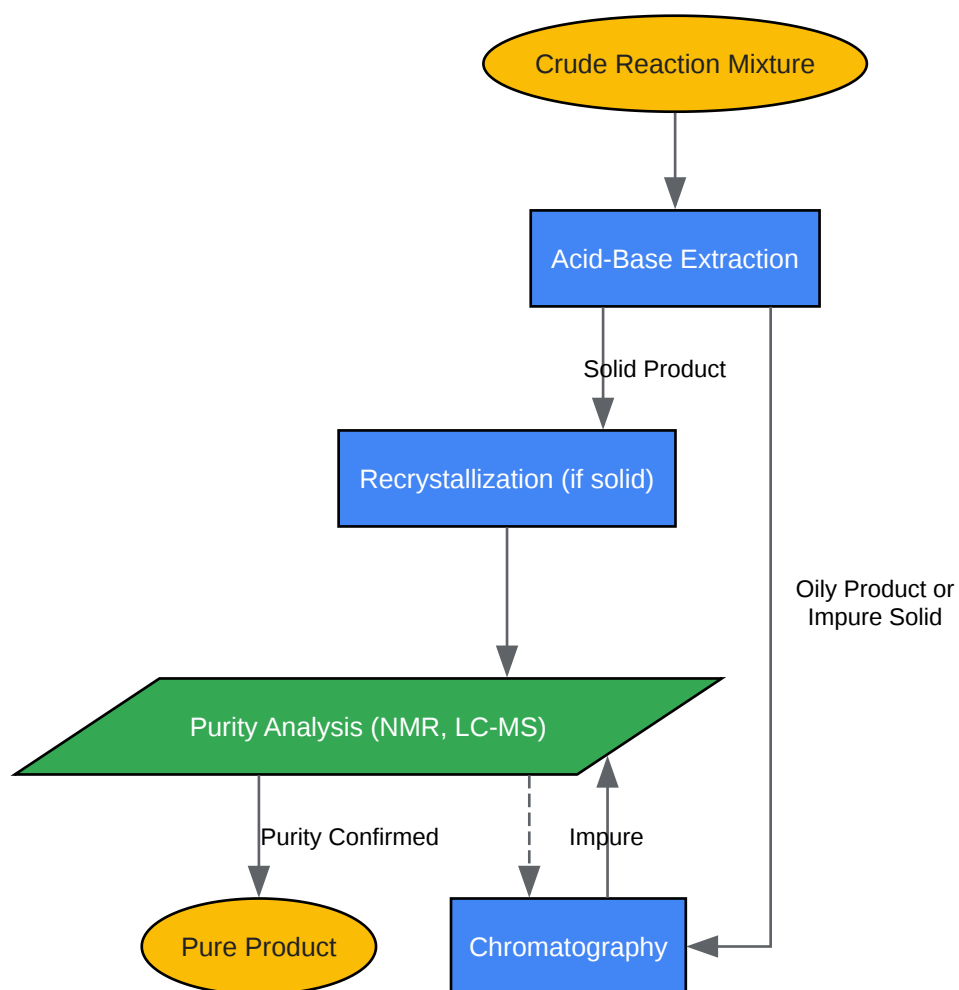 Crude Reaction Mixture
Acid-Base Extraction
Solid Product
Recrystallization (if solid)
Oily Product or
Impure Solid
Purity Analysis (NMR, LC-MS)
Purity Confirmed
Impure
Pure Product
Chromatography